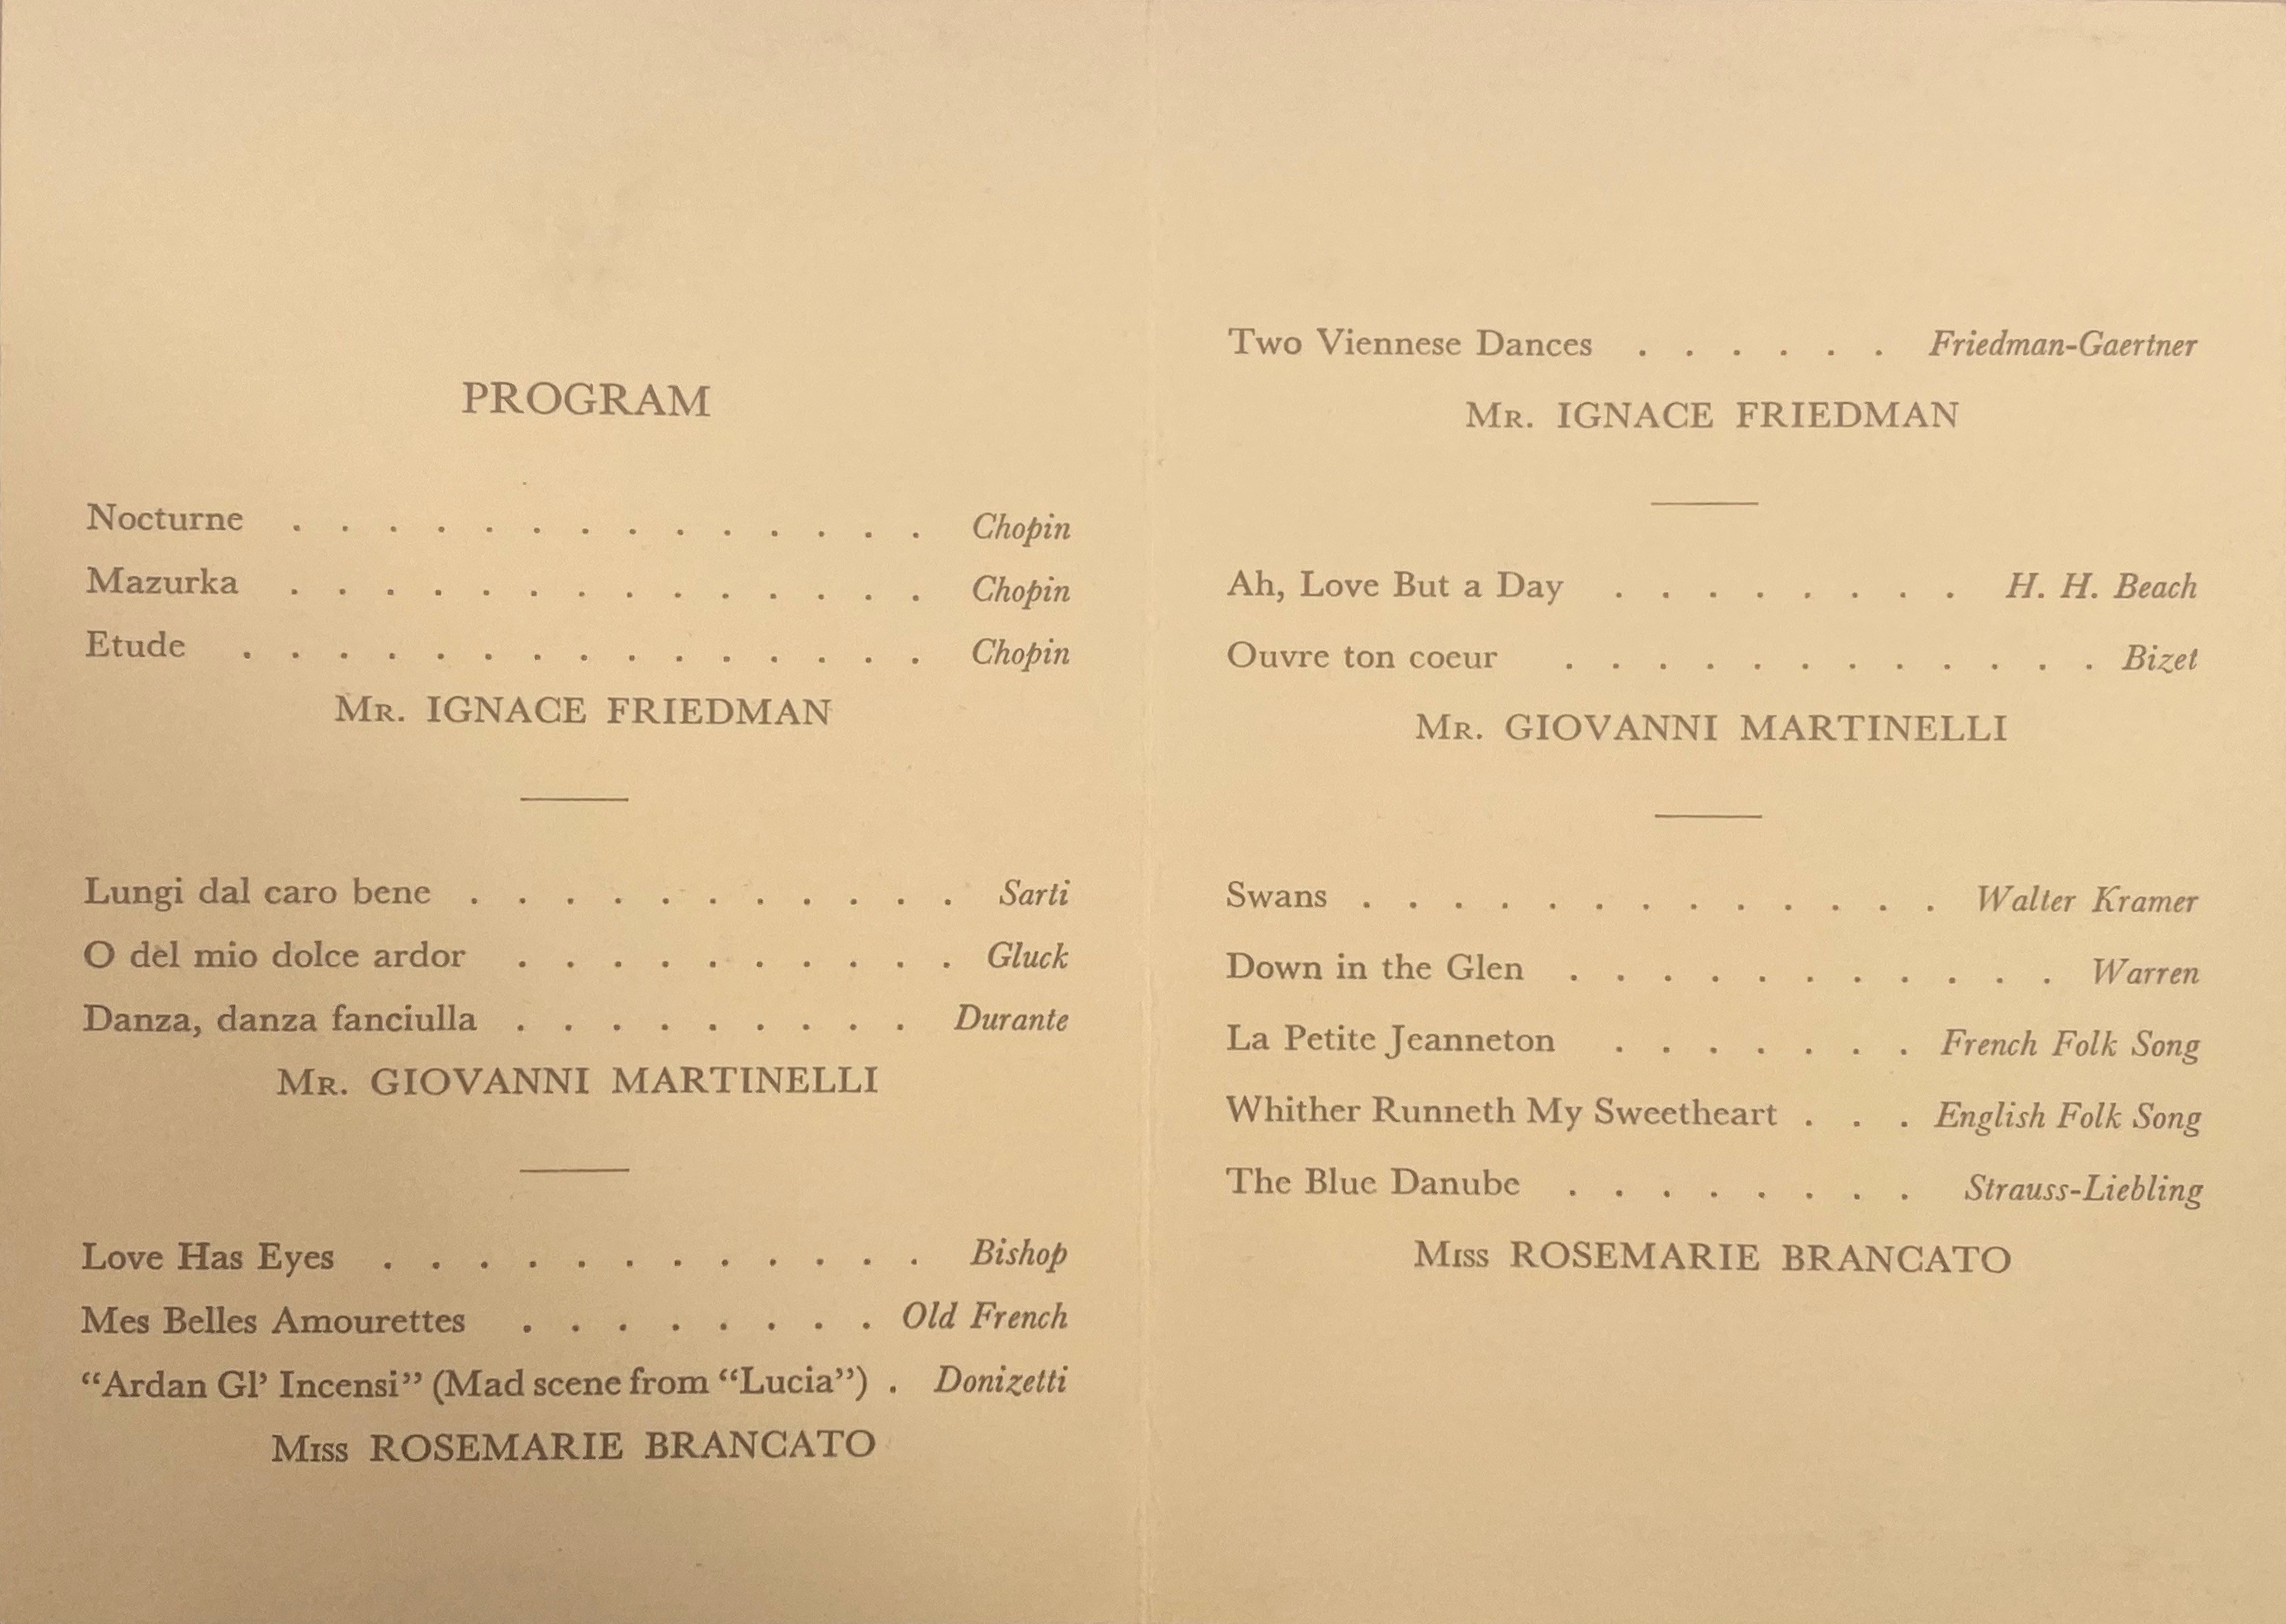 PROGRAM
Nocturne . . . . . . . . . . . . . . Chopin
Mazurka . . . . . . . . . . . . . . Chopin
Etude . . . . . . . . . . . . . . . Chopin
Mr. IGNACE FRIEDMAN
Lungi dal caro bene . . . . . . . . . . . Sarti
O del mio dolce ardor . . . . . . . . . . Gluck
Danza, danza fanciulla . . . . . . . . . Durante
Mr. GIOVANNI MARTINELLI
Love Has Eyes . . . . . . . . . . . . Bishop
Mes Belles Amourettes . . . . . . . . Old French
“Ardan Gl’ Incensi” (Mad scene from “Lucia”) . Donizetti
Miss ROSEMARIE BRANCATO
Two Viennese Dances . . . . . . Friedman-Gaertner
Mr. IGNACE FRIEDMAN
Ah, Love But a Day . . . . . . . . H. H. Beach
Ouvre ton coeur . . . . . . . . . . . . Bizet
Mr. GIOVANNI MARTINELLI
Swans . . . . . . . . . . . . . Walter Kramer
Down in the Glen . . . . . . . . . . . Warren
La Petite Jeanneton . . . . . . . French Folk Song
Whither Runneth My Sweetheart . . . English Folk Song
The Blue Danube . . . . . . . . Strauss-Liebling
Miss ROSEMARIE BRANCATO